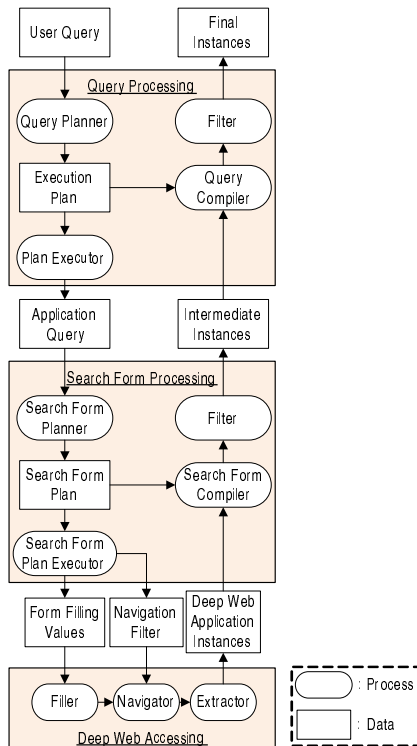 User Query
Final
Instances
Query Processing
Query Planner
Filter
Execution
Plan
Query
Compiler
Plan Executor
Application
Query
Intermediate
Instances
Search Form Processing
Search Form
Planner
Filter
Search Form
Plan
Search Form
Compiler
Search Form
Plan Executor
Form Filling
Values
Navigation
Filter
Deep Web
Application
Instances
Filler
Navigator
Extractor
Deep Web Accessing
: Process
: Data